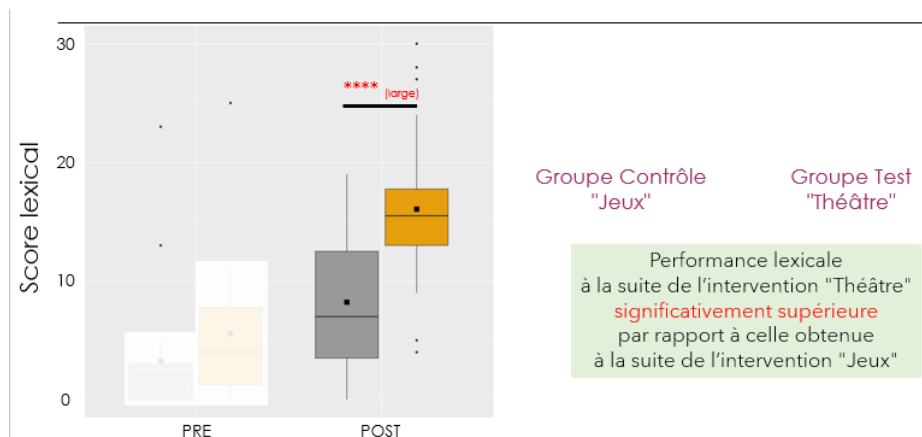 Score lexical
30
20
10
0
**** (large)
PRE
POST
Groupe Contrôle
"Jeux"
Groupe Test
"Théâtre"
Performance lexicale
à la suite de l'intervention "Théâtre"
significativement supérieure
par rapport à celle obtenue
à la suite de l'intervention "Jeux"